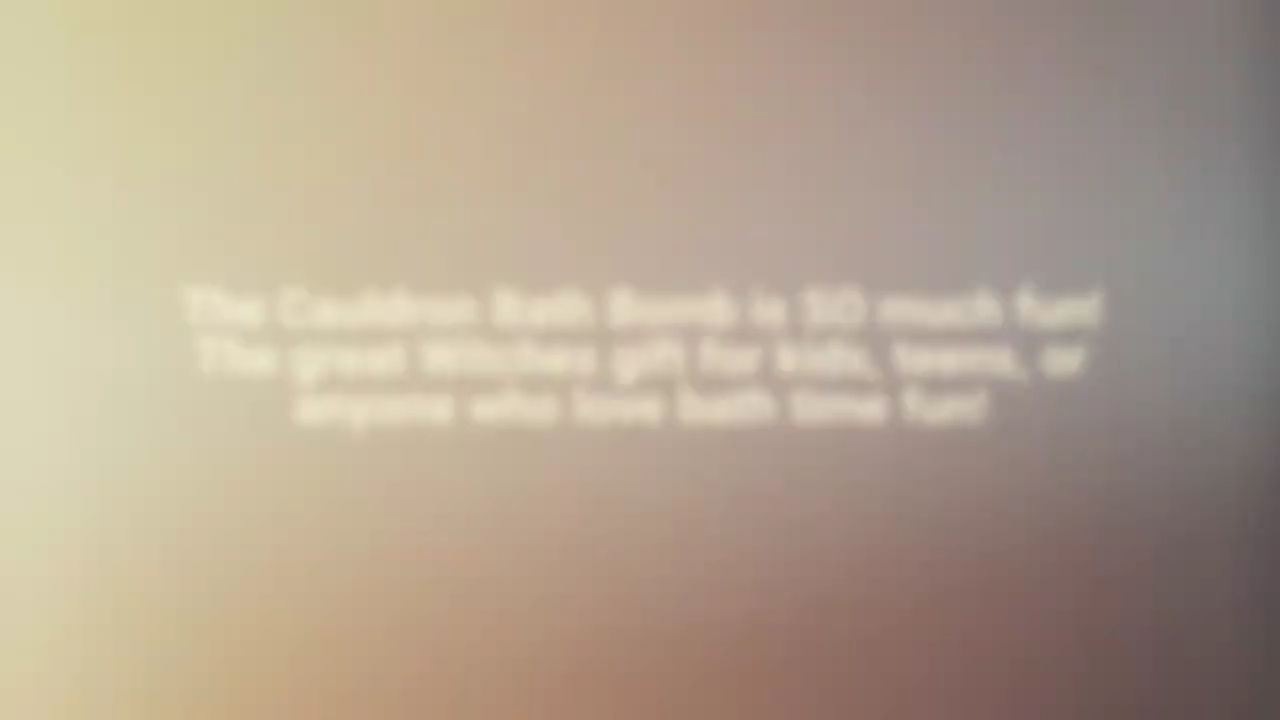 The Cauldron Bath Bomb is SO much fun!
The great Witches gift for kids, teens, or
anyone who love bath time fun!